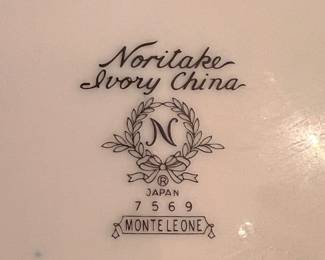 Noritake
Ivory China
N
®
JAPAN
7569
MONTELEONE